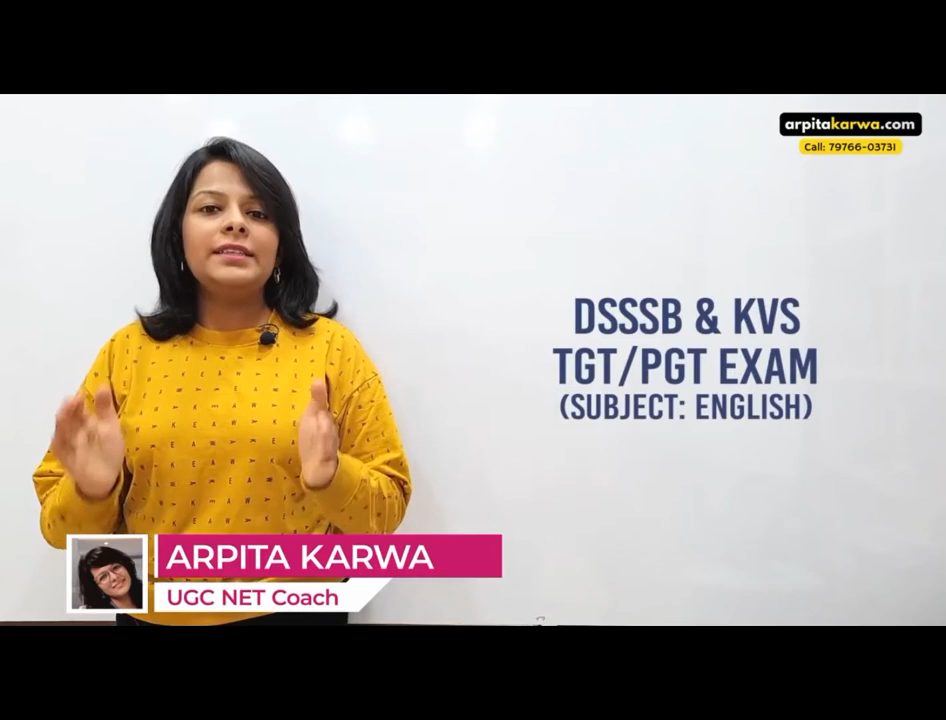 arpitakarwa.com
Call: 79766-03731
DSSSB & KVS
TGT/PGT EXAM
(SUBJECT: ENGLISH)
ARPITA KARWA
UGC NET Coach